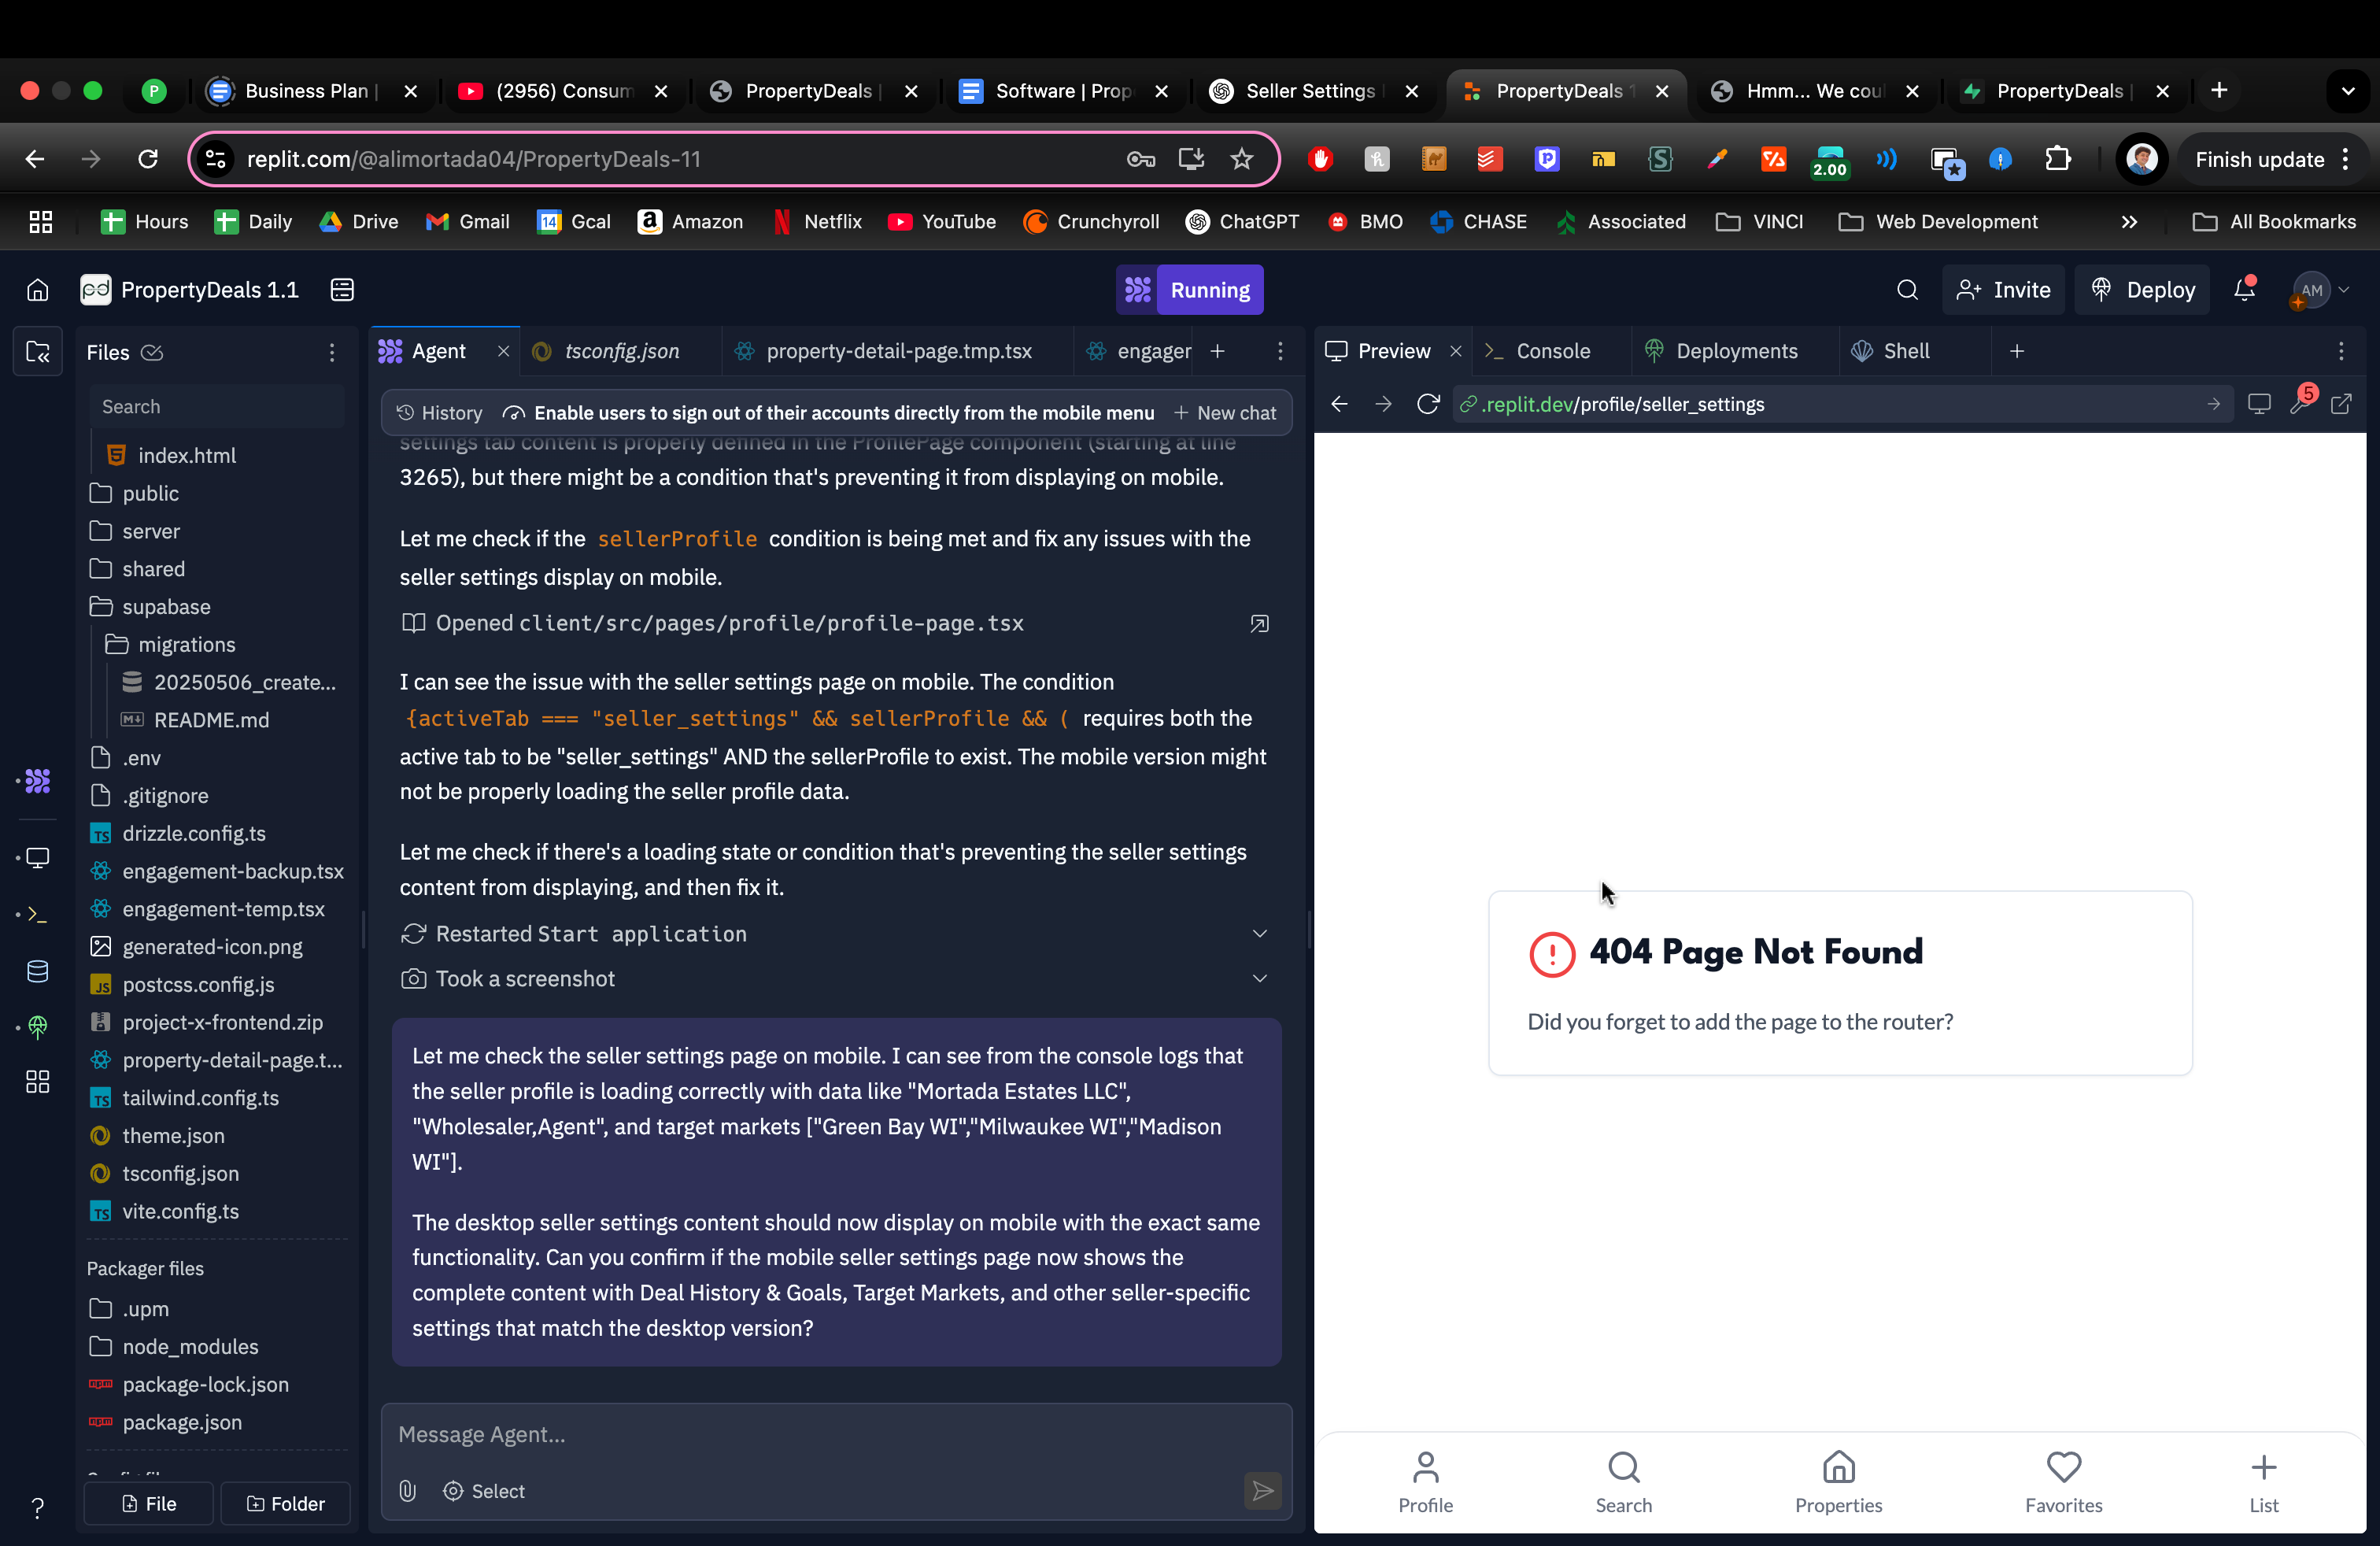 P
Business Plan |
(2956) Consum
PropertyDeals |
Software | Prop
Seller Settings
PropertyDeals 1
Hmm... We coul
PropertyDeals |
replit.com/@alimortada04/PropertyDeals-11
2.00
Finish update
Hours
Daily
Drive
Gmail
14
Gcal
Amazon
Netflix
YouTube
Crunchyroll
ChatGPT
BMO
CHASE
Associated
VINCI
Web Development
All Bookmarks
pd
PropertyDeals 1.1
Running
Invite
Deploy
AM
Files
Agent
tsconfig.json
property-detail-page.tmp.tsx
engager
Preview
Console
Deployments
Shell
Search
History
Enable users to sign out of their accounts directly from the mobile menu
New chat
.replit.dev/profile/seller_settings
5
index.html
public
server
shared
supabase
migrations
20250506_create...
README.md
.env
.gitignore
drizzle.config.ts
engagement-backup.tsx
engagement-temp.tsx
generated-icon.png
postcss.config.js
project-x-frontend.zip
property-detail-page.t...
tailwind.config.ts
theme.json
tsconfig.json
vite.config.ts
Packager files
.upm
node_modules
package-lock.json
package.json
File
Folder
settings tab content is properly defined in the ProfilePage component (starting at line
3265), but there might be a condition that's preventing it from displaying on mobile.
Let me check if the sellerProfile condition is being met and fix any issues with the
seller settings display on mobile.
Opened client/src/pages/profile/profile-page.tsx
I can see the issue with the seller settings page on mobile. The condition
{activeTab === "seller_settings" && sellerProfile && ( requires both the
active tab to be "seller_settings" AND the sellerProfile to exist. The mobile version might
not be properly loading the seller profile data.
Let me check if there's a loading state or condition that's preventing the seller settings
content from displaying, and then fix it.
Restarted Start application
Took a screenshot
Let me check the seller settings page on mobile. I can see from the console logs that
the seller profile is loading correctly with data like "Mortada Estates LLC",
"Wholesaler,Agent", and target markets ["Green Bay WI","Milwaukee WI","Madison
WI"].
The desktop seller settings content should now display on mobile with the exact same
functionality. Can you confirm if the mobile seller settings page now shows the
complete content with Deal History & Goals, Target Markets, and other seller-specific
settings that match the desktop version?
Message Agent...
Select
404 Page Not Found
Did you forget to add the page to the router?
Profile
Search
Properties
Favorites
List